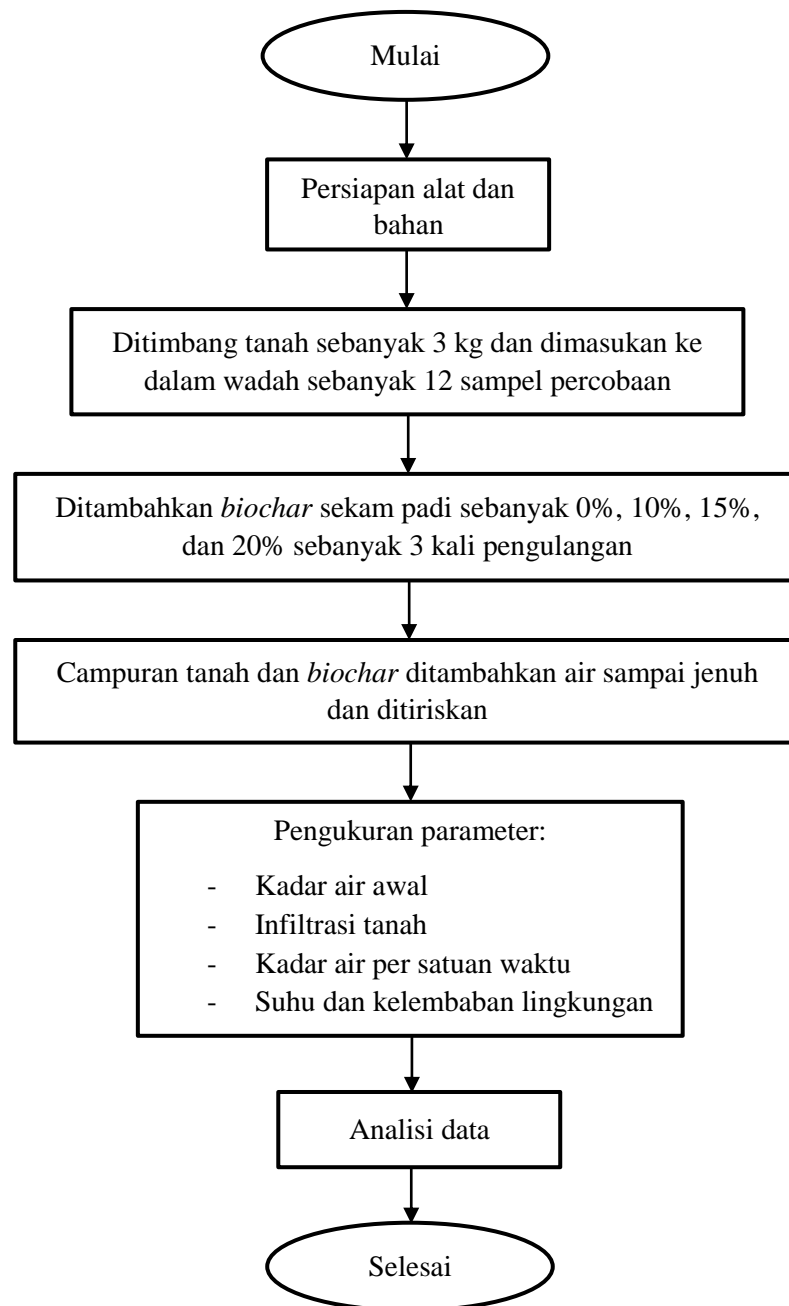 Mulai
Persiapan alat dan
bahan
Ditimbang tanah sebanyak 3 kg dan dimasukan ke
dalam wadah sebanyak 12 sampel percobaan
Ditambahkan biochar sekam padi sebanyak 0%, 10%, 15%,
dan 20% sebanyak 3 kali pengulangan
Campuran tanah dan biochar ditambahkan air sampai jenuh
dan ditiriskan
Pengukuran parameter:
- Kadar air awal
- Infiltrasi tanah
- Kadar air per satuan waktu
- Suhu dan kelembaban lingkungan
Analisi data
Selesai